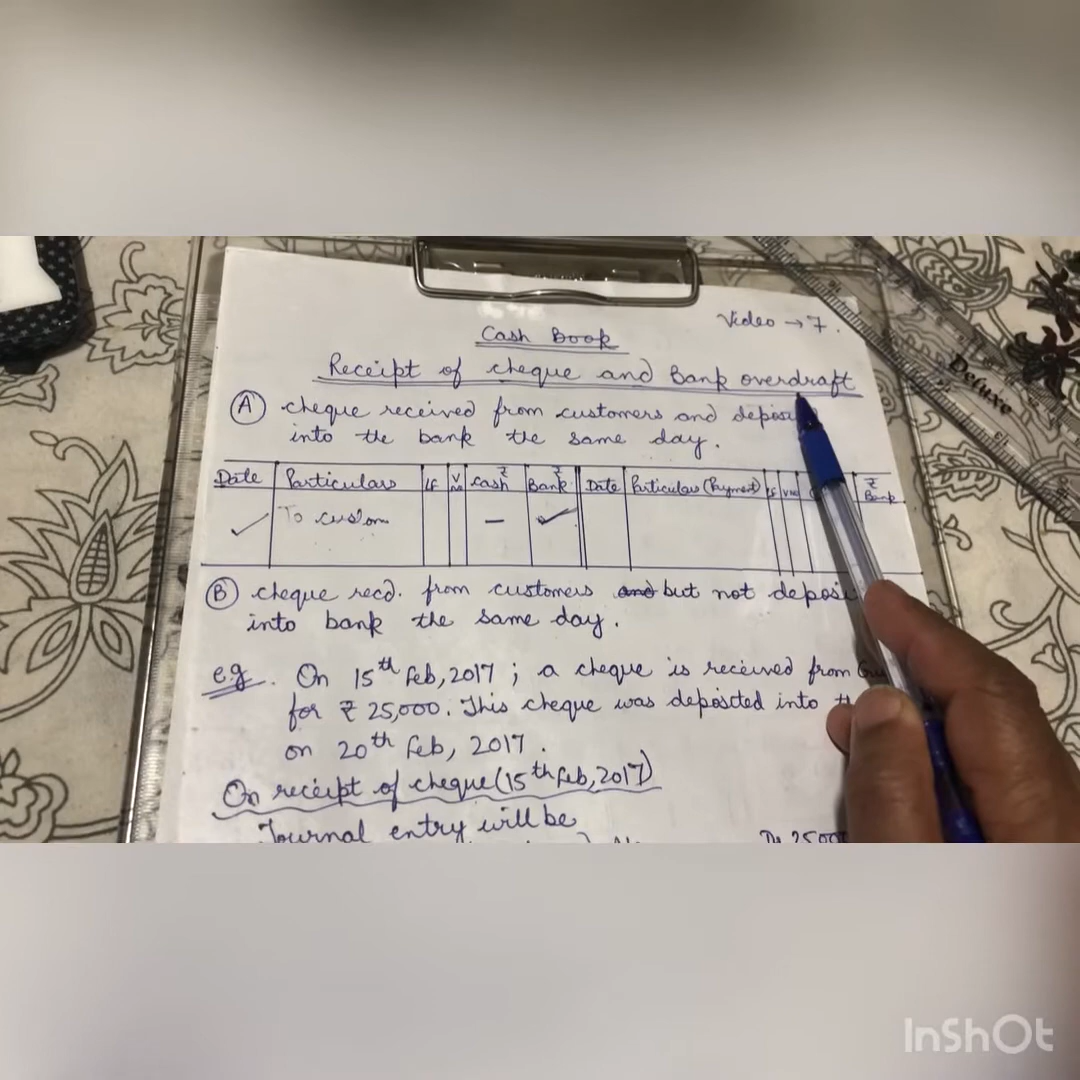 Video → 7.
Cash Book
Receipt of cheque and Bank overdraft
(A) cheque received from customers and
into the bank the same day.
Date Particulars LF V No ₹ Cash ₹ Bank Date Particulars (Payment) LF VNo ₹ Bank
To custom
— ✓
(B) cheque recd. from customers and but not
into bank the same day.
e.g. On 15th Feb, 2017 ; a cheque is received from
for ₹ 25,000. This cheque was deposited into
on 20th Feb, 2017.
On receipt of cheque (15th Feb, 2017)
Journal entry will be
Deluxe
InShOt